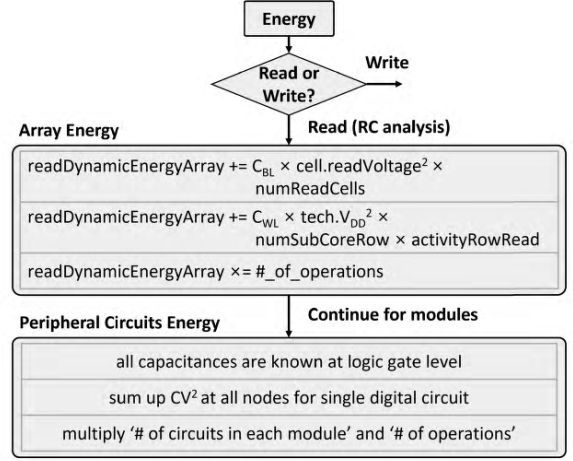 Energy
Read or
Write?
Write
Array Energy
Read (RC analysis)
readDynamicEnergyArray += C_BL × cell.readVoltage² ×
numReadCells
readDynamicEnergyArray += C_WL × tech.V_DD² ×
numSubCoreRow × activityRowRead
readDynamicEnergyArray ×= #_of_operations
Peripheral Circuits Energy
Continue for modules
all capacitances are known at logic gate level
sum up CV² at all nodes for single digital circuit
multiply ‘# of circuits in each module’ and ‘# of operations’